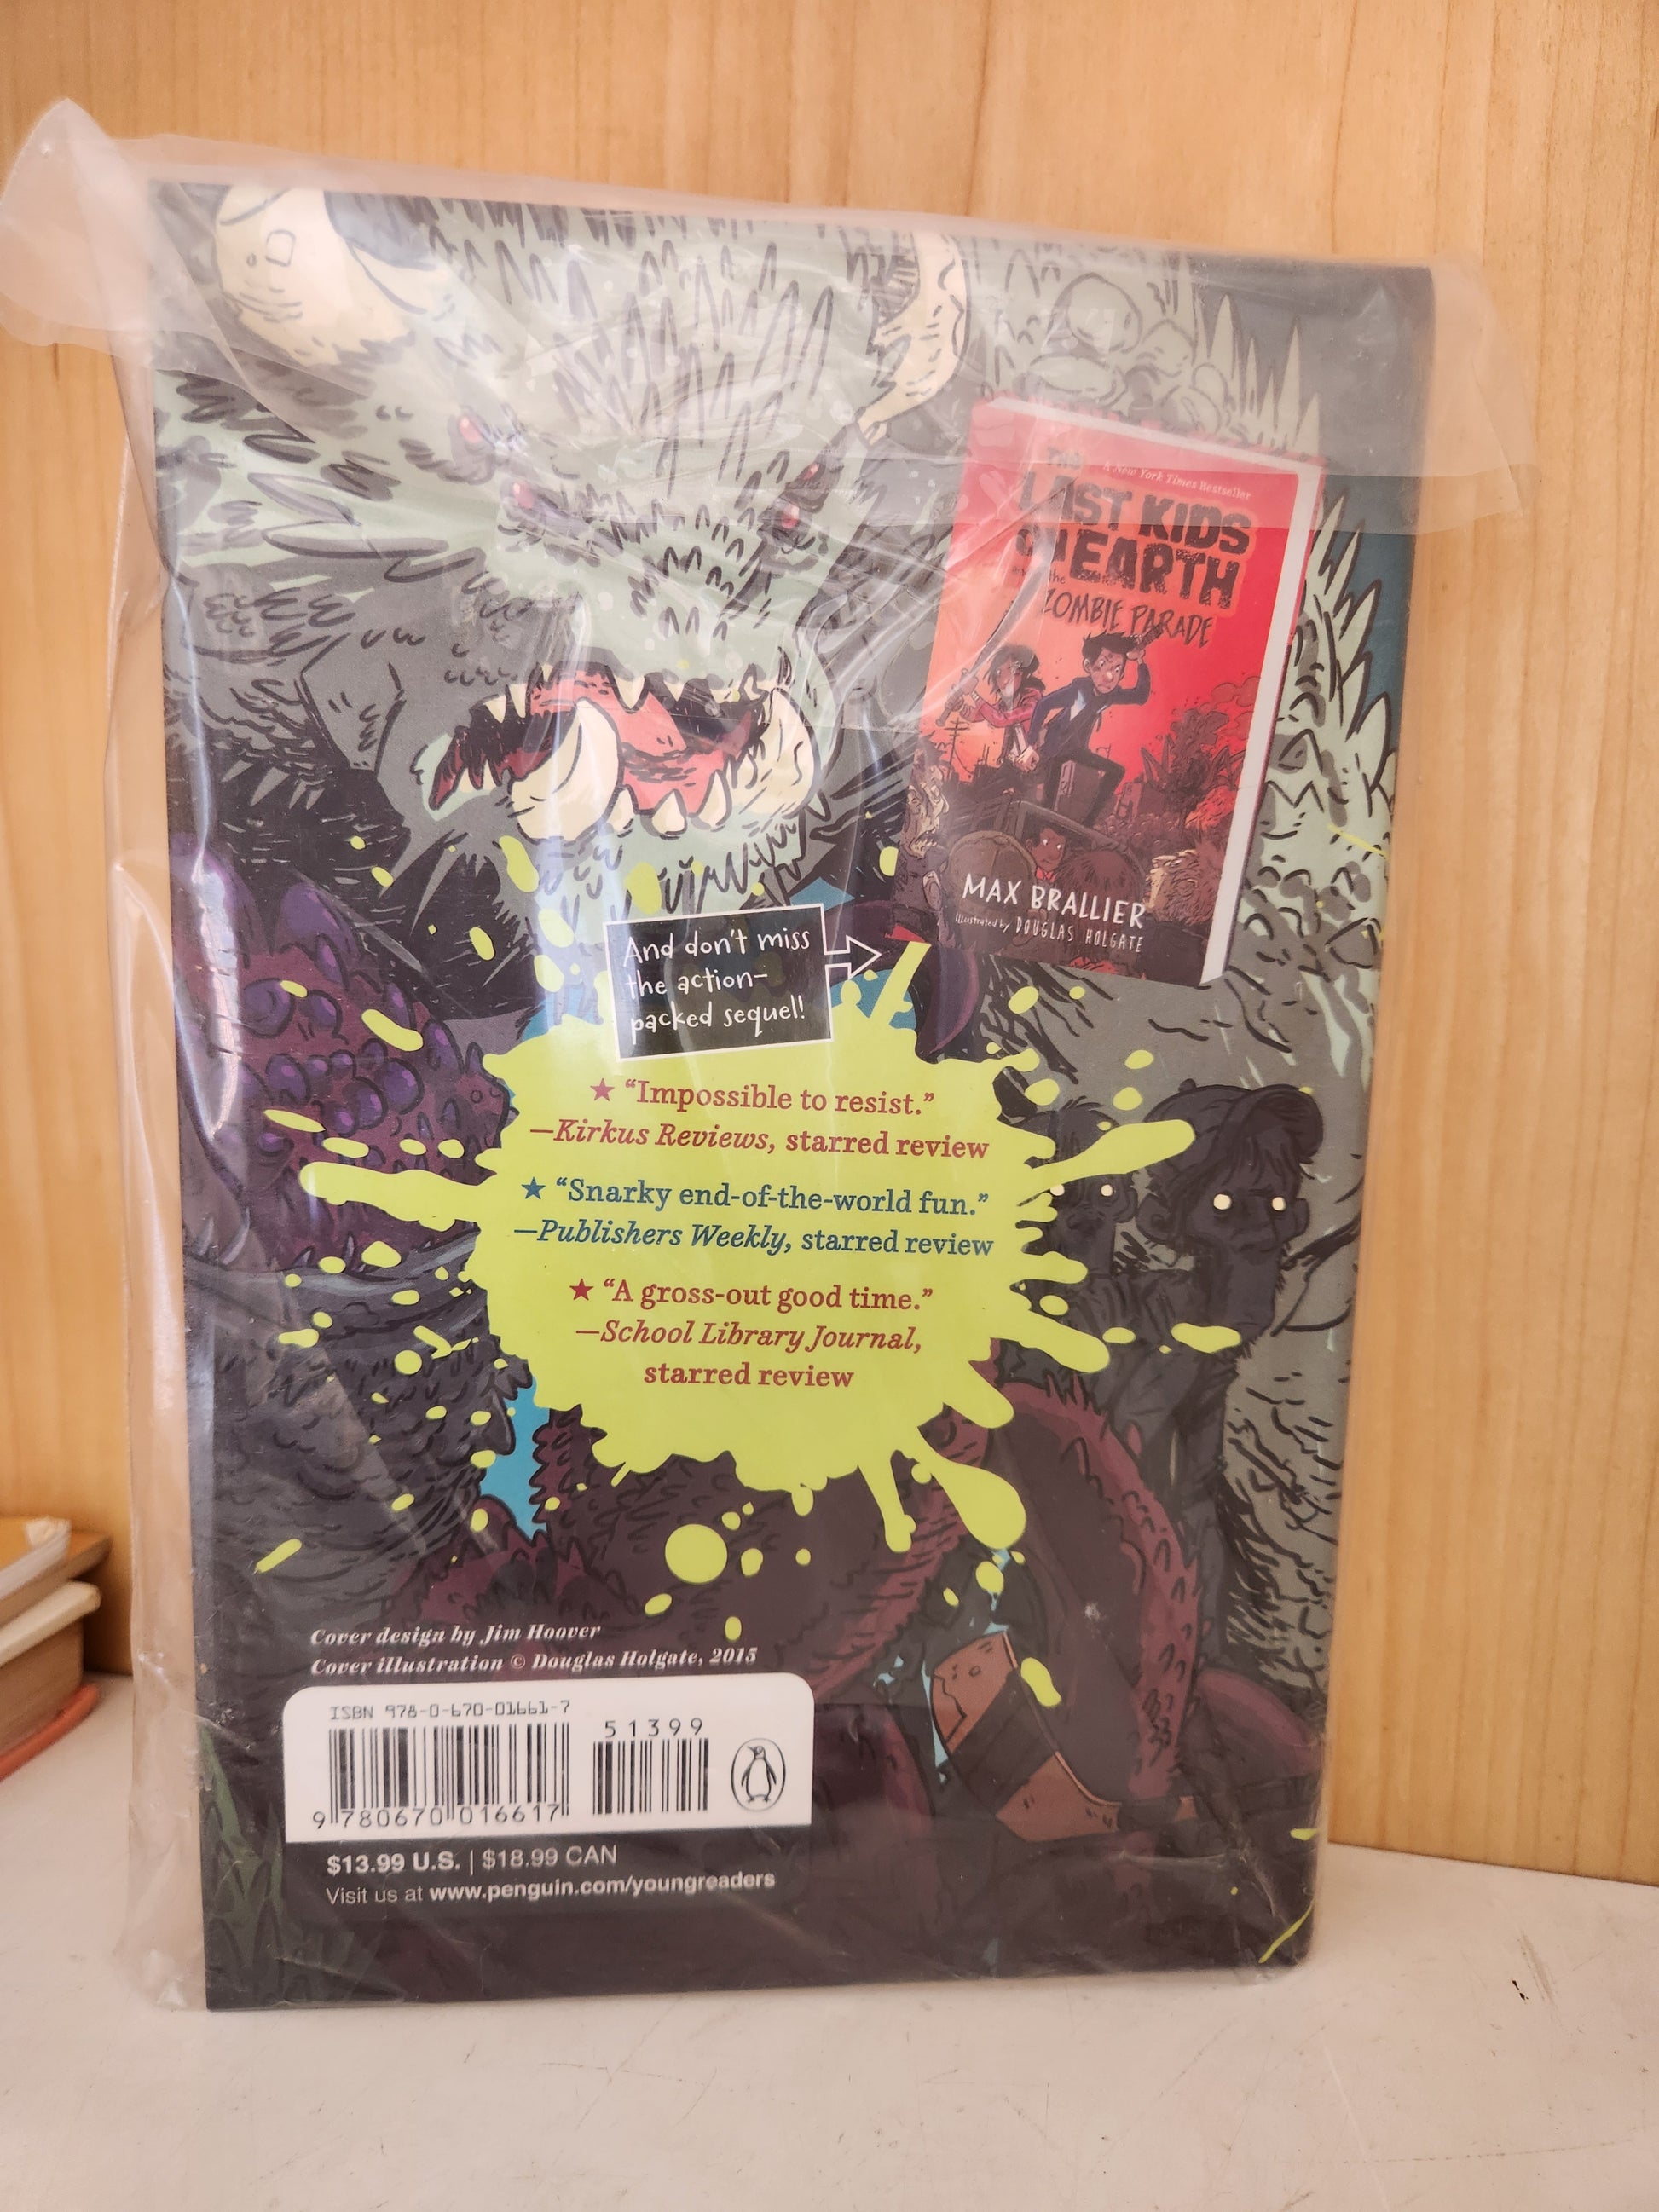 A New York Times Bestseller
THE
LAST KIDS
ON EARTH
and the
ZOMBIE PARADE
MAX BRALLIER
Illustrated by DOUGLAS HOLGATE
And don't miss
the action-
packed sequel!
★ “Impossible to resist.”
—Kirkus Reviews, starred review
★ “Snarky end-of-the-world fun.”
—Publishers Weekly, starred review
★ “A gross-out good time.”
—School Library Journal,
starred review
Cover design by Jim Hoover
Cover illustration © Douglas Holgate, 2015
ISBN 978-0-670-01661-7
51399
9 780670 016617
$13.99 U.S. | $18.99 CAN
Visit us at www.penguin.com/youngreaders